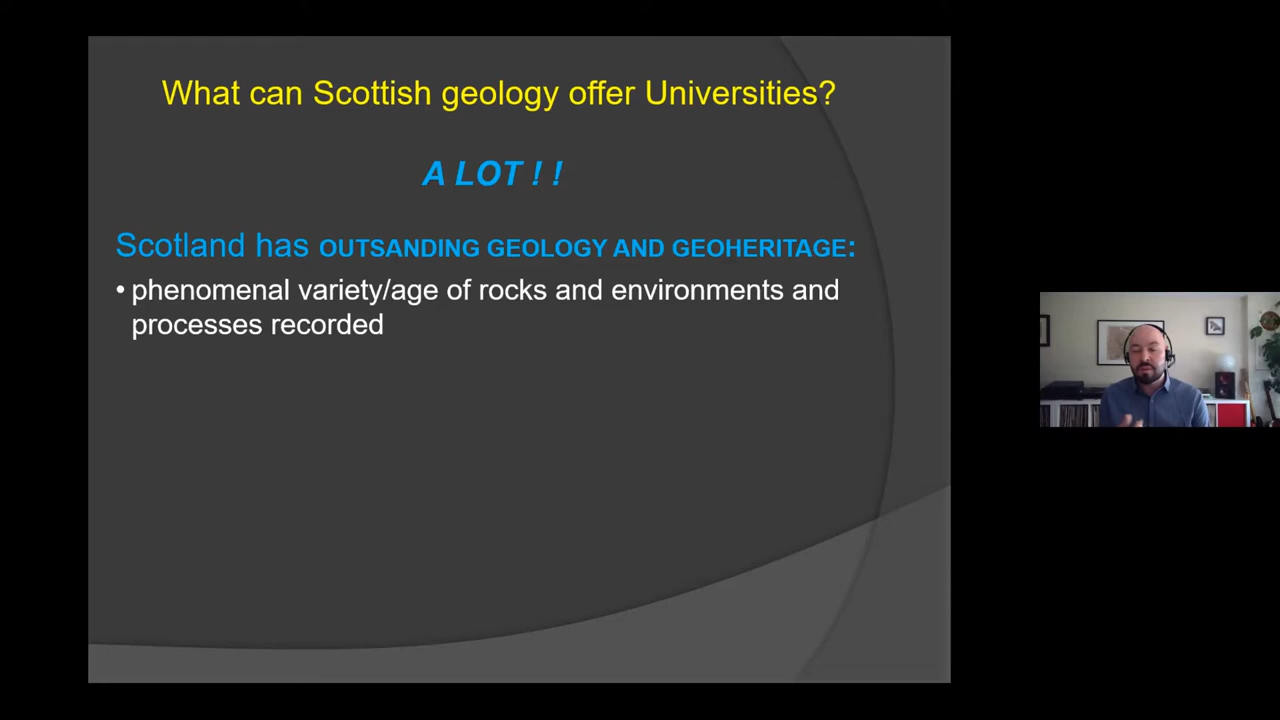 What can Scottish geology offer Universities?
A LOT ! !
Scotland has OUTSANDING GEOLOGY AND GEOHERITAGE:
• phenomenal variety/age of rocks and environments and
processes recorded